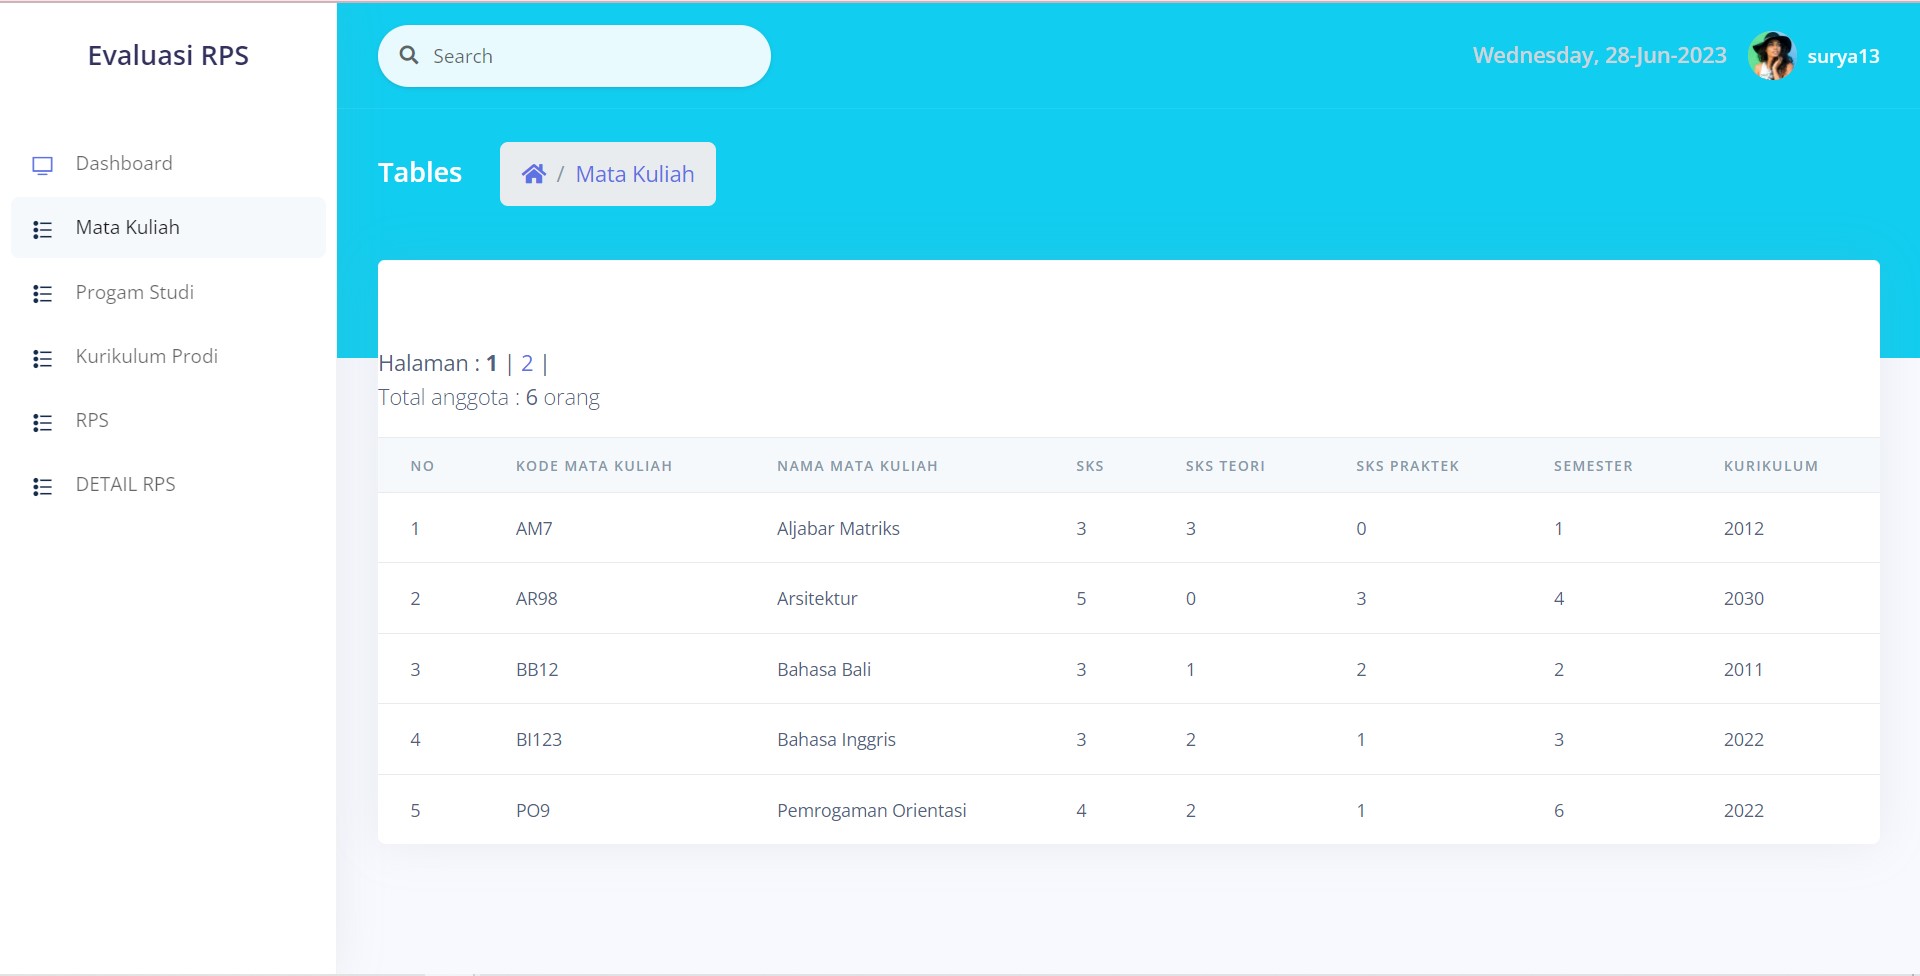 Evaluasi RPS
Search
Wednesday, 28-Jun-2023 surya13
Dashboard
Mata Kuliah
Progam Studi
Kurikulum Prodi
RPS
DETAIL RPS
Tables / Mata Kuliah
Halaman : 1 | 2 |
Total anggota : 6 orang
NO KODE MATA KULIAH NAMA MATA KULIAH SKS SKS TEORI SKS PRAKTEK SEMESTER KURIKULUM
1 AM7 Aljabar Matriks 3 3 0 1 2012
2 AR98 Arsitektur 5 0 3 4 2030
3 BB12 Bahasa Bali 3 1 2 2 2011
4 BI123 Bahasa Inggris 3 2 1 3 2022
5 PO9 Pemrogaman Orientasi 4 2 1 6 2022